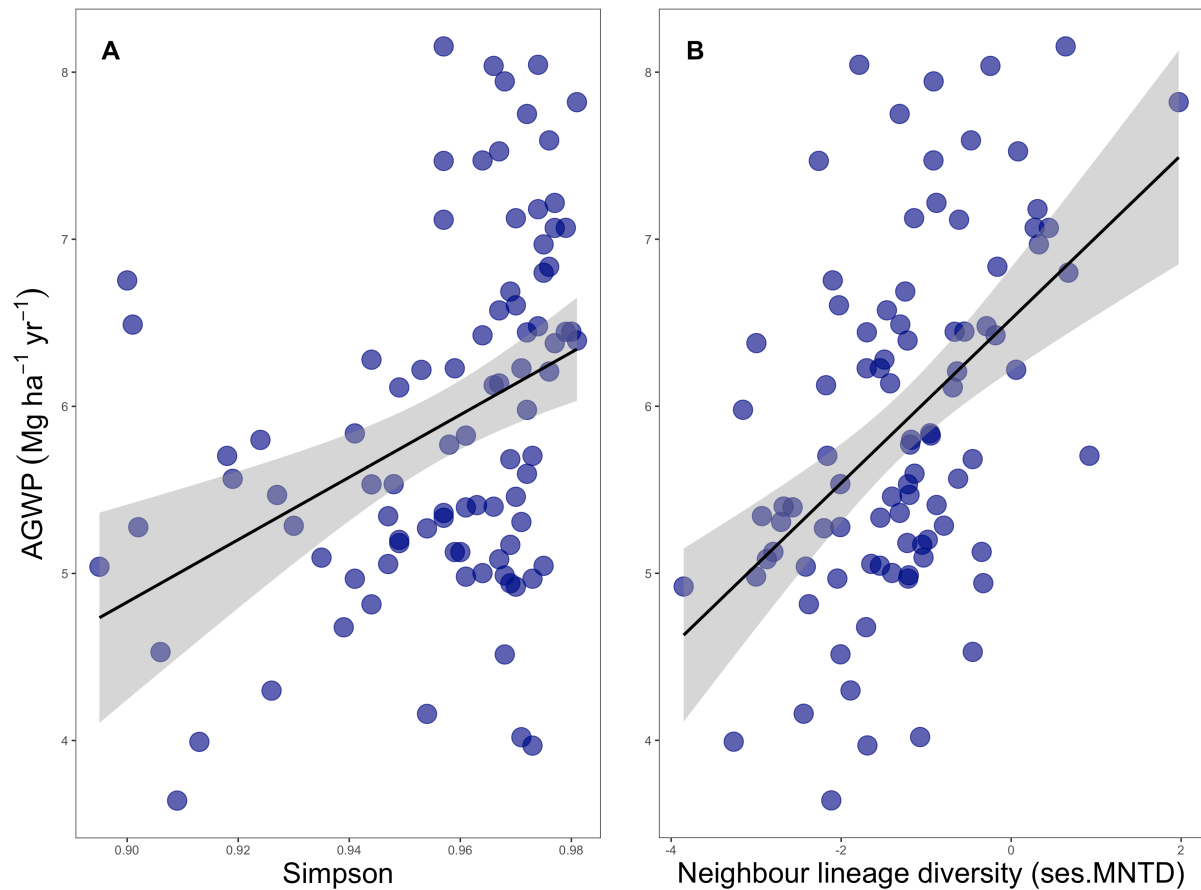 A
B
AGWP (Mg ha⁻¹ yr⁻¹)
8
7
6
5
4
8
7
6
5
4
0.90 0.92 0.94 0.96 0.98
-4 -2 0 2
Simpson
Neighbour lineage diversity (ses.MNTD)